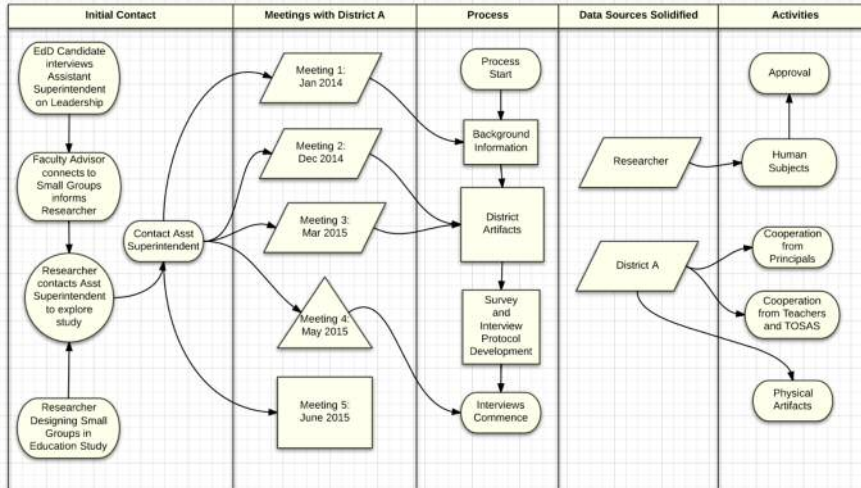 Initial Contact
Meetings with District A
Process
Data Sources Solidified
Activities
EdD Candidate
interviews
Assistant
Superintendent
on Leadership
Faculty Advisor
connects to
Small Groups
informs
Researcher
Researcher
contacts Asst
Superintendent
to explore
study
Researcher
Designing Small
Groups in
Education Study
Contact Asst
Superintendent
Meeting 1:
Jan 2014
Meeting 2:
Dec 2014
Meeting 3:
Mar 2015
Meeting 4:
May 2015
Meeting 5:
June 2015
Process
Start
Background
Information
District
Artifacts
Survey
and
Interview
Protocol
Development
Interviews
Commence
Researcher
District A
Approval
Human
Subjects
Cooperation
from
Principals
Cooperation
from Teachers
and TOSAS
Physical
Artifacts